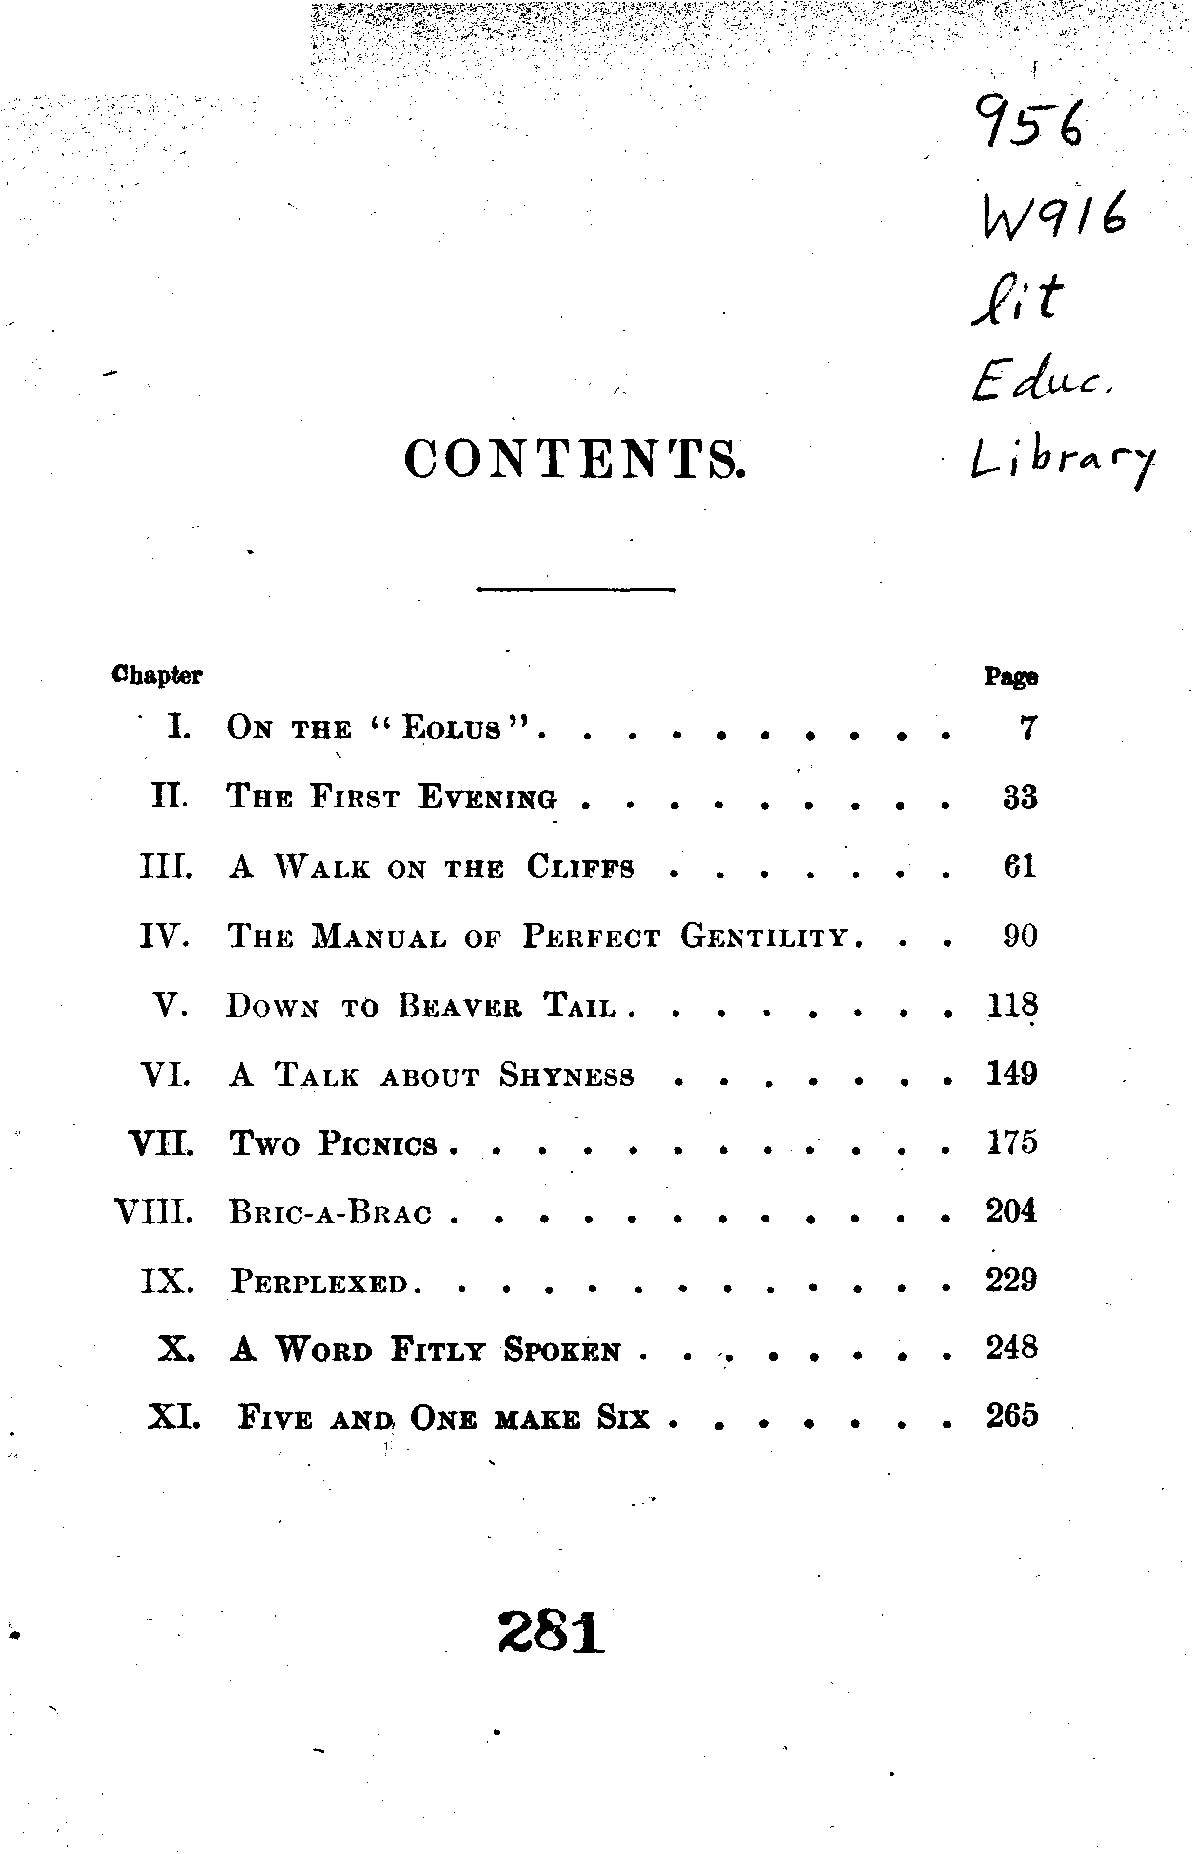 956
W916
lit
Educ.
Library
CONTENTS.
Chapter Page
I. ON THE “EOLUS”. . . . . . . . . . 7
II. THE FIRST EVENING . . . . . . . . . 33
III. A WALK ON THE CLIFFS . . . . . . . 61
IV. THE MANUAL OF PERFECT GENTILITY. . . 90
V. DOWN TO BEAVER TAIL. . . . . . . . 118
VI. A TALK ABOUT SHYNESS . . . . . . . 149
VII. TWO PICNICS. . . . . . . . . . . . 175
VIII. BRIC-A-BRAC . . . . . . . . . . . . 204
IX. PERPLEXED. . . . . . . . . . . . . 229
X. A WORD FITLY SPOKEN . . . . . . . . 248
XI. FIVE AND ONE MAKE SIX . . . . . . . 265
281